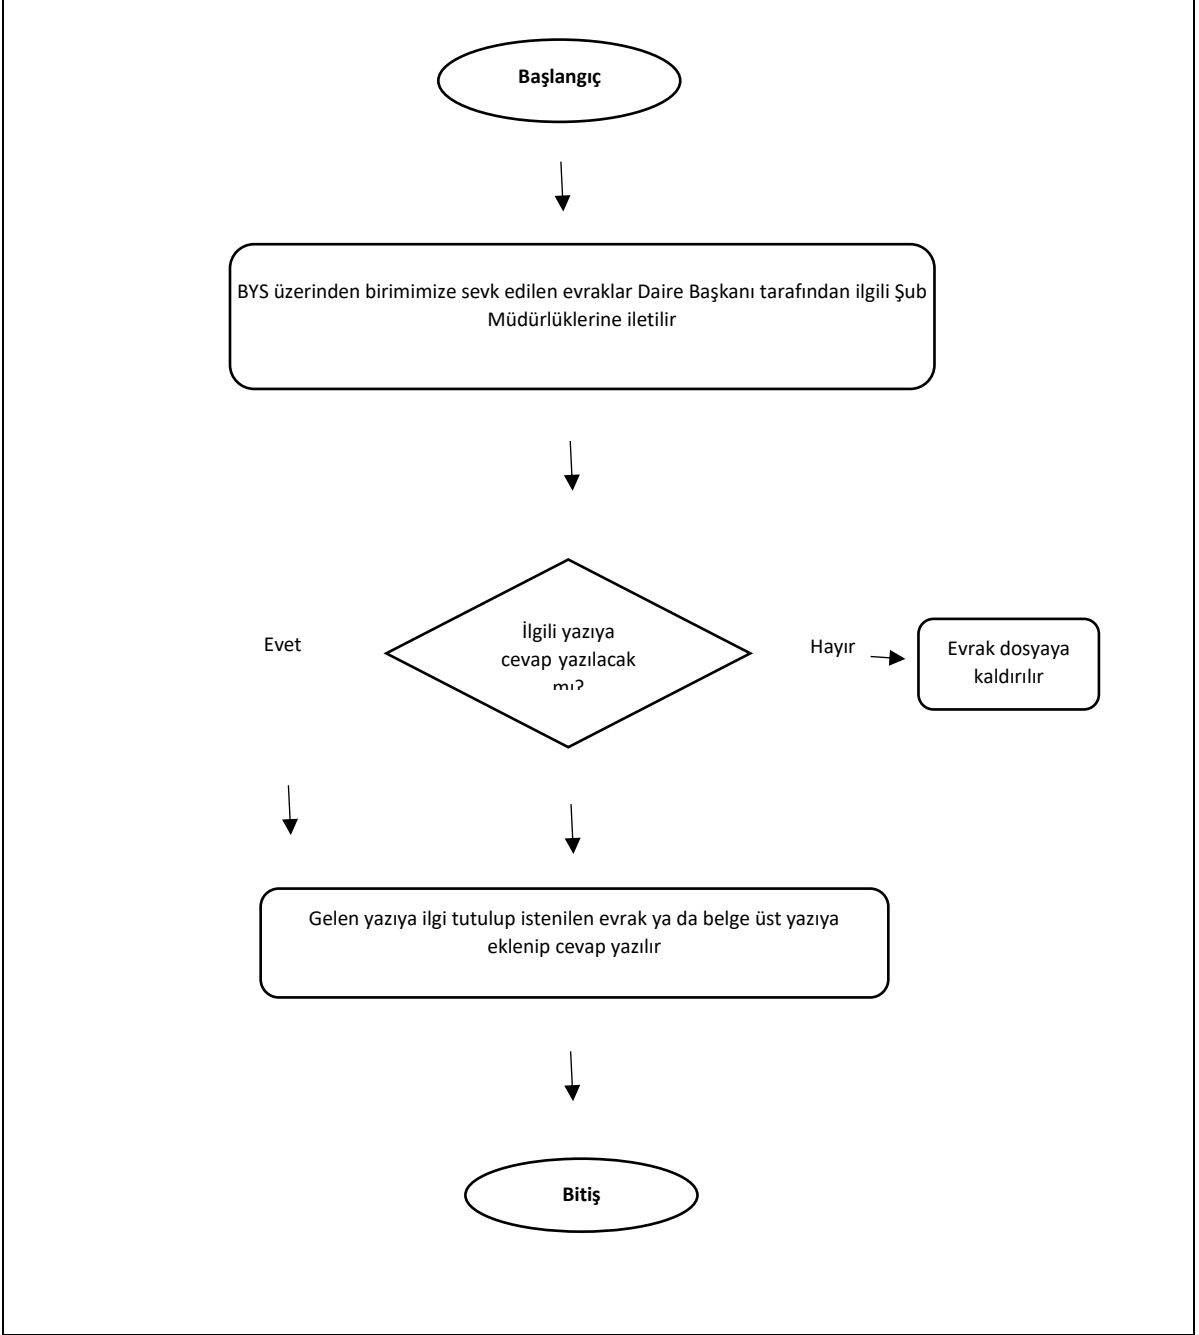 Başlangıç
BYS üzerinden birimimize sevk edilen evraklar Daire Başkanı tarafından ilgili Şub
Müdürlüklerine iletilir
Evet
İlgili yazıya
cevap yazılacak
mı?
Hayır
Evrak dosyaya
kaldırılır
Gelen yazıya ilgi tutulup istenilen evrak ya da belge üst yazıya
eklenip cevap yazılır
Bitiş